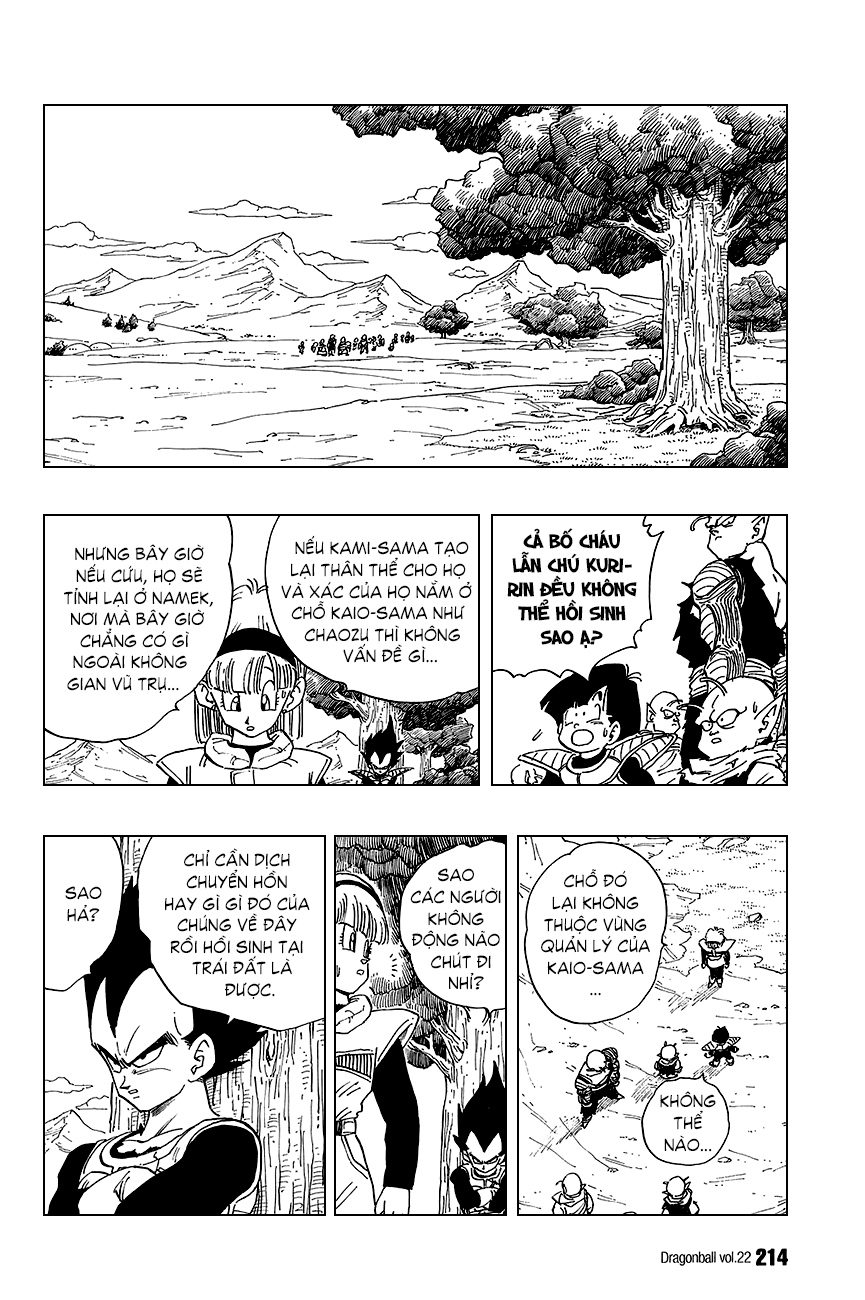 CẢ BỐ CHÁU
LẪN CHÚ KURI-
RIN ĐỀU KHÔNG
THỂ HỒI SINH
SAO Ạ?
NẾU KAMI-SAMA TẠO
LẠI THÂN THỂ CHO HỌ
VÀ XÁC CỦA HỌ NẰM Ở
CHỖ KAIO-SAMA NHƯ
CHAOZU THÌ KHÔNG
VẤN ĐỀ GÌ...
NHƯNG BÂY GIỜ
NẾU CỨU, HỌ SẼ
TỈNH LẠI Ở NAMEK,
NƠI MÀ BÂY GIỜ
CHẲNG CÓ GÌ
NGOÀI KHÔNG
GIAN VŨ TRỤ...
CHỖ ĐÓ
LẠI KHÔNG
THUỘC VÙNG
QUẢN LÝ CỦA
KAIO-SAMA
...
KHÔNG
THỂ
NÀO...
SAO
CÁC NGƯỜI
KHÔNG
ĐỘNG NÃO
CHÚT ĐI
NHỈ?
CHỈ CẦN DỊCH
CHUYỂN HỒN
HAY GÌ GÌ ĐÓ CỦA
CHÚNG VỀ ĐÂY
RỒI HỒI SINH TẠI
TRÁI ĐẤT LÀ
ĐƯỢC.
SAO
HẢ?
Dragonball vol.22 214